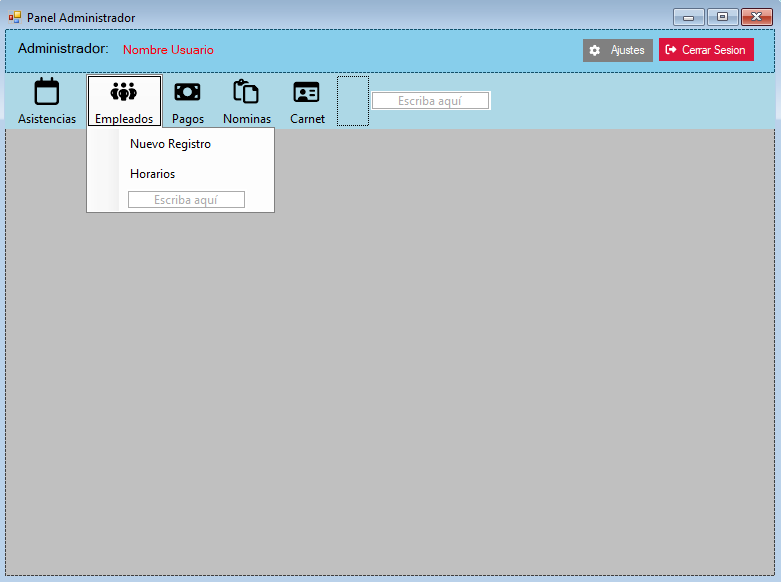 Panel Administrador
Administrador: Nombre Usuario
Ajustes
Cerrar Sesion
Asistencias
Empleados
Pagos
Nominas
Carnet
Escriba aquí
Nuevo Registro
Horarios
Escriba aquí